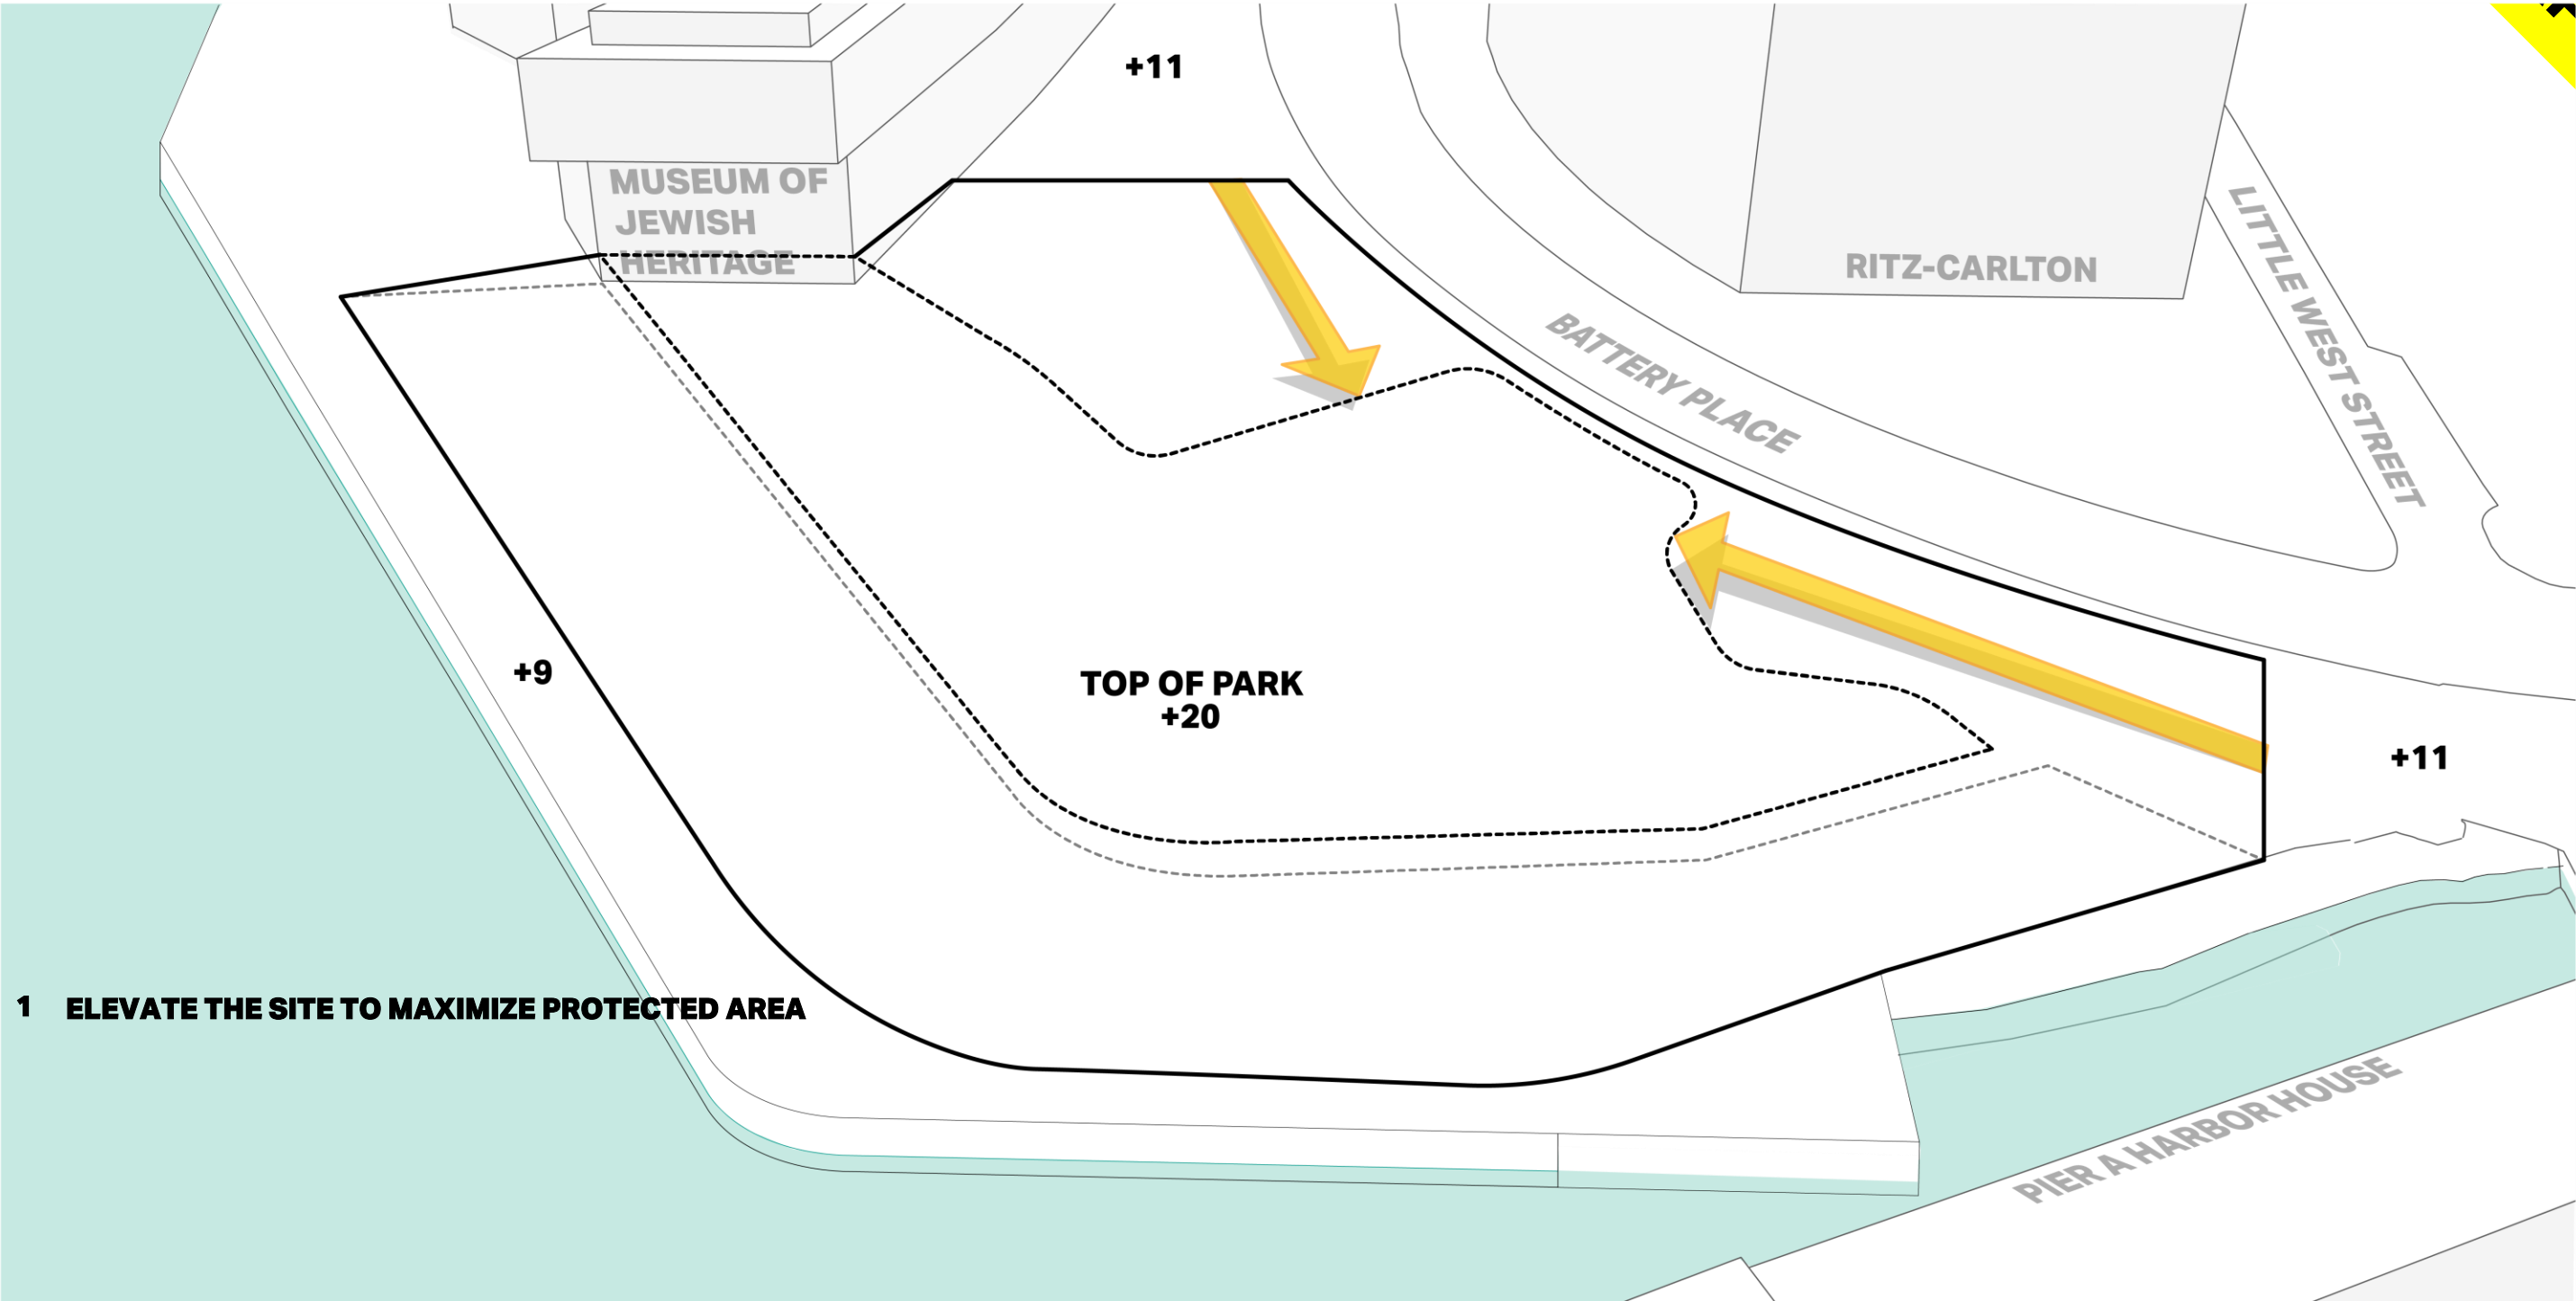 +11
MUSEUM OF
JEWISH
HERITAGE
RITZ-CARLTON
LITTLE WEST STREET
BATTERY PLACE
+9
TOP OF PARK
+20
+11
1 ELEVATE THE SITE TO MAXIMIZE PROTECTED AREA
PIER A HARBOR HOUSE